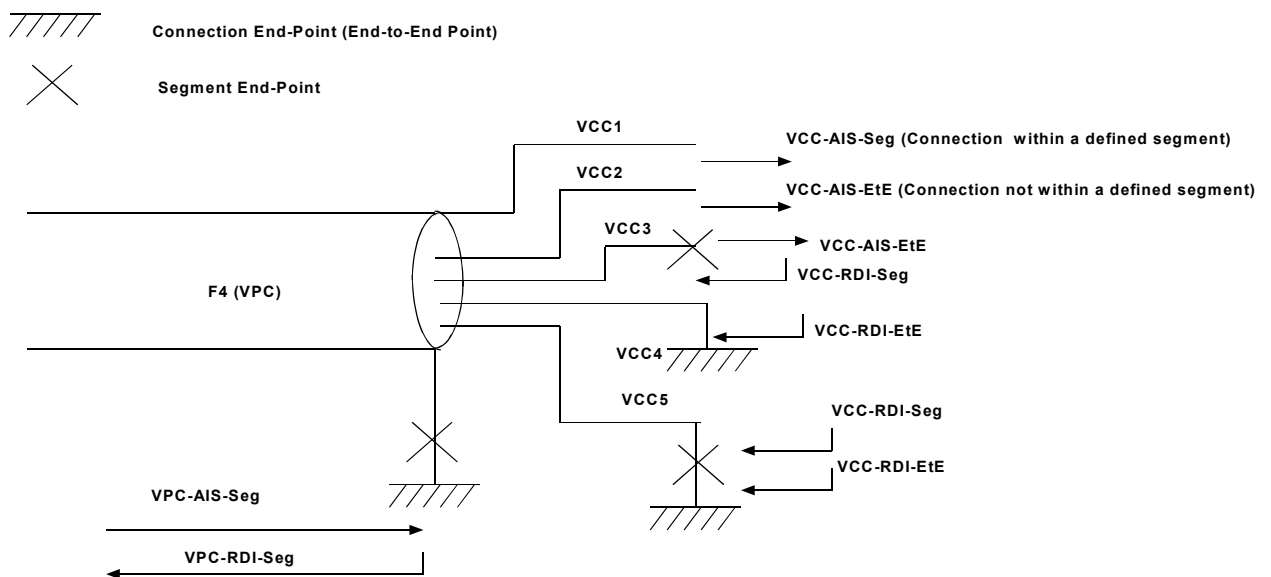 Connection End-Point (End-to-End Point)
Segment End-Point
VCC1
VCC-AIS-Seg (Connection within a defined segment)
VCC2
VCC-AIS-EtE (Connection not within a defined segment)
VCC3
VCC-AIS-EtE
VCC-RDI-Seg
F4 (VPC)
VCC-RDI-EtE
VCC4
VCC5
VCC-RDI-Seg
VCC-RDI-EtE
VPC-AIS-Seg
VPC-RDI-Seg